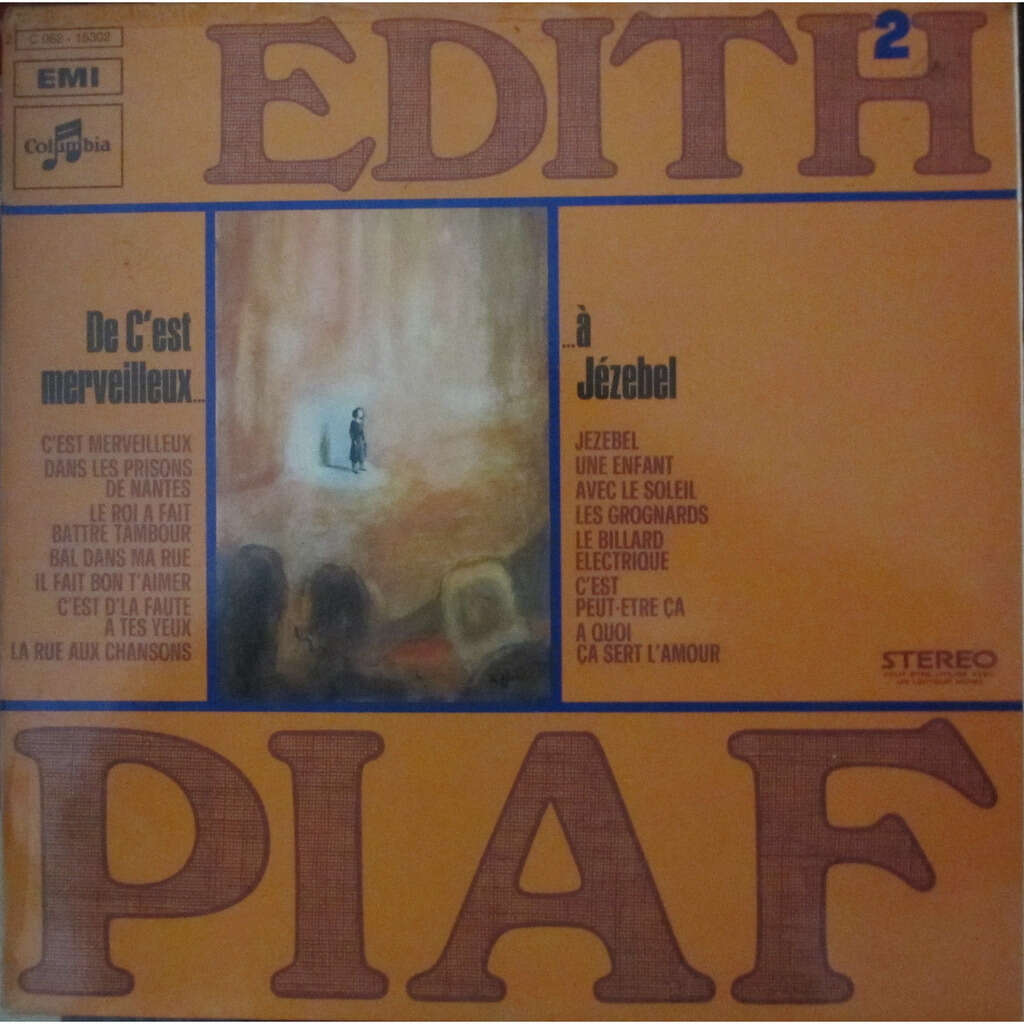 C 062 - 15302
EMI
Columbia
EDITH
2
De C'est
merveilleux...
C'EST MERVEILLEUX
DANS LES PRISONS
DE NANTES
LE ROI A FAIT
BATTRE TAMBOUR
BAL DANS MA RUE
IL FAIT BON T'AIMER
C'EST D'LA FAUTE
A TES YEUX
LA RUE AUX CHANSONS
...à
Jézebel
JEZEBEL
UNE ENFANT
AVEC LE SOLEIL
LES GROGNARDS
LE BILLARD
ELECTRIQUE
C'EST
PEUT-ETRE ÇA
A QUOI
ÇA SERT L'AMOUR
STEREO
PIAF